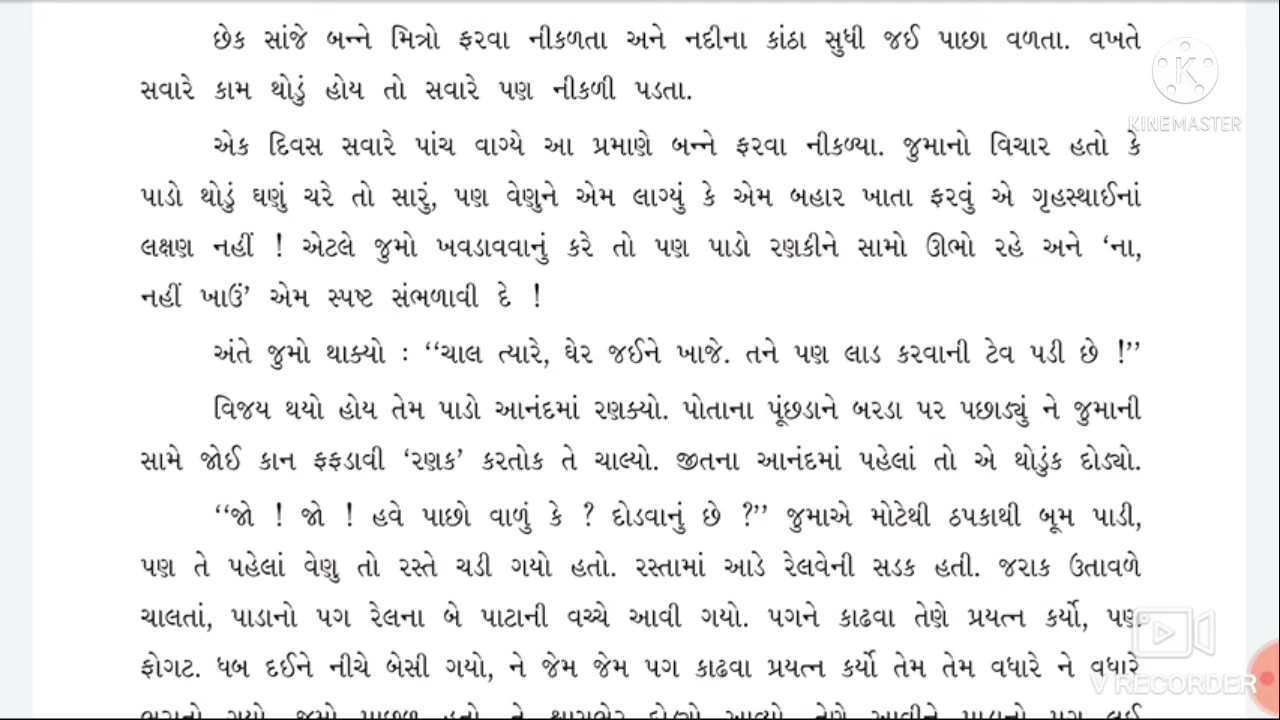 છેક સાંજે બન્ને મિત્રો ફરવા નીકળતા અને નદીના કાંઠા સુધી જઈ પાછા વળતા. વખતે
સવારે કામ થોડું હોય તો સવારે પણ નીકળી પડતા.
એક દિવસ સવારે પાંચ વાગ્યે આ પ્રમાણે બન્ને ફરવા નીકળ્યા. જુમાનો વિચાર હતો કે
પાડો થોડું ઘણું ચરે તો સારું, પણ વેણુને એમ લાગ્યું કે એમ બહાર ખાતા ફરવું એ ગૃહસ્થાઈનાં
લક્ષણ નહીં ! એટલે જુમો ખવડાવવાનું કરે તો પણ પાડો રણકીને સામો ઊભો રહે અને ‘ના,
નહીં ખાઉં’ એમ સ્પષ્ટ સંભળાવી દે !
અંતે જુમો થાક્યો : ‘‘ચાલ ત્યારે, ઘેર જઈને ખાજે. તને પણ લાડ કરવાની ટેવ પડી છે !’’
વિજય થયો હોય તેમ પાડો આનંદમાં રણક્યો. પોતાના પૂંછડાને બરડા પર પછાડ્યું ને જુમાની
સામે જોઈ કાન ફફડાવી ‘રણક’ કરતોક તે ચાલ્યો. જીતના આનંદમાં પહેલાં તો એ થોડુંક દોડ્યો.
‘‘જો ! જો ! હવે પાછો વાળું કે ? દોડવાનું છે ?’’ જુમાએ મોટેથી ઠપકાથી બૂમ પાડી,
પણ તે પહેલાં વેણુ તો રસ્તે ચડી ગયો હતો. રસ્તામાં આડે રેલવેની સડક હતી. જરાક ઉતાવળે
ચાલતાં, પાડાનો પગ રેલના બે પાટાની વચ્ચે આવી ગયો. પગને કાઢવા તેણે પ્રયત્ન કર્યો, પણ
ફોગટ. ધબ દઈને નીચે બેસી ગયો, ને જેમ જેમ પગ કાઢવા પ્રયત્ન કર્યો તેમ તેમ વધારે ને વધારે
KINEMASTER
V RECORDER